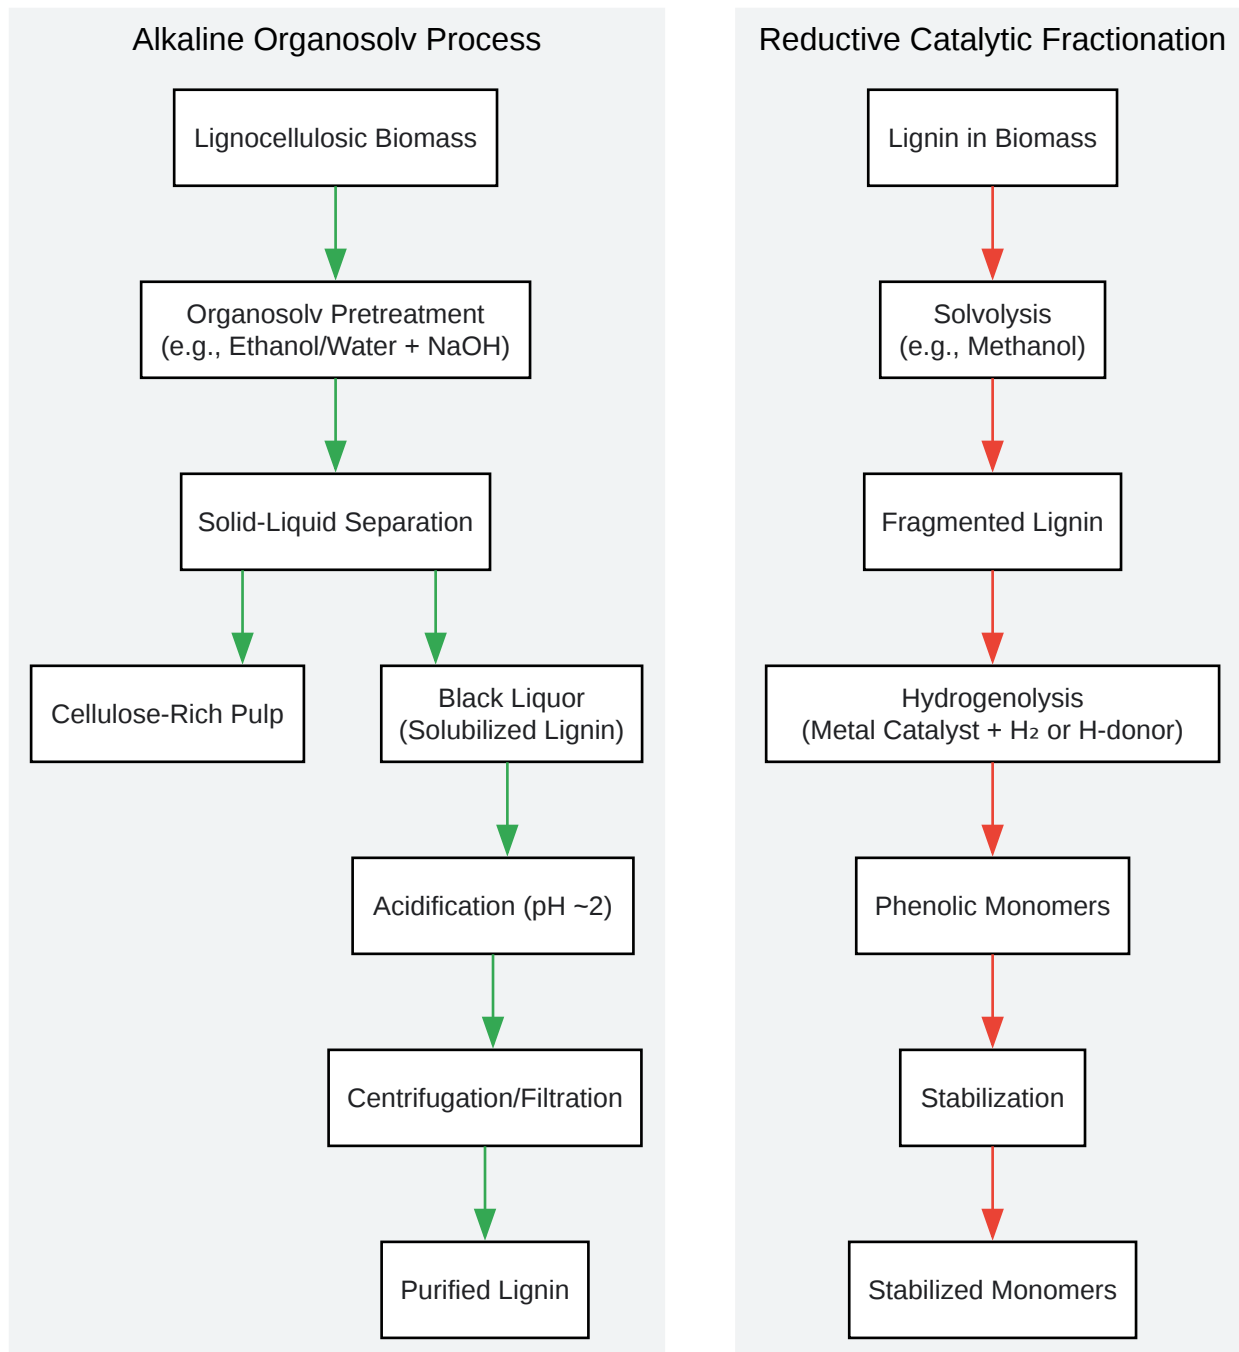 Alkaline Organosolv Process
Lignocellulosic Biomass
Organosolv Pretreatment
(e.g., Ethanol/Water + NaOH)
Solid-Liquid Separation
Cellulose-Rich Pulp
Black Liquor
(Solubilized Lignin)
Acidification (pH ~2)
Centrifugation/Filtration
Purified Lignin
Reductive Catalytic Fractionation
Lignin in Biomass
Solvolysis
(e.g., Methanol)
Fragmented Lignin
Hydrogenolysis
(Metal Catalyst + H₂ or H-donor)
Phenolic Monomers
Stabilization
Stabilized Monomers